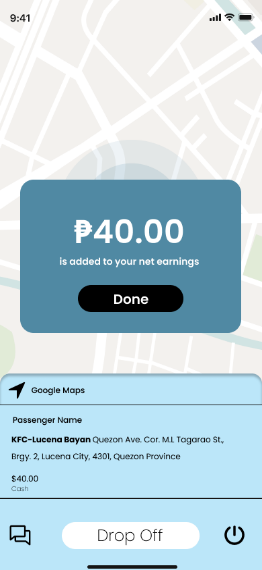 9:41
₱40.00
is added to your net earnings
Done
Google Maps
Passenger Name
KFC-Lucena Bayan Quezon Ave. Cor. M.L Tagarao St.,
Brgy. 2, Lucena City, 4301, Quezon Province
$40.00
Cash
Drop Off